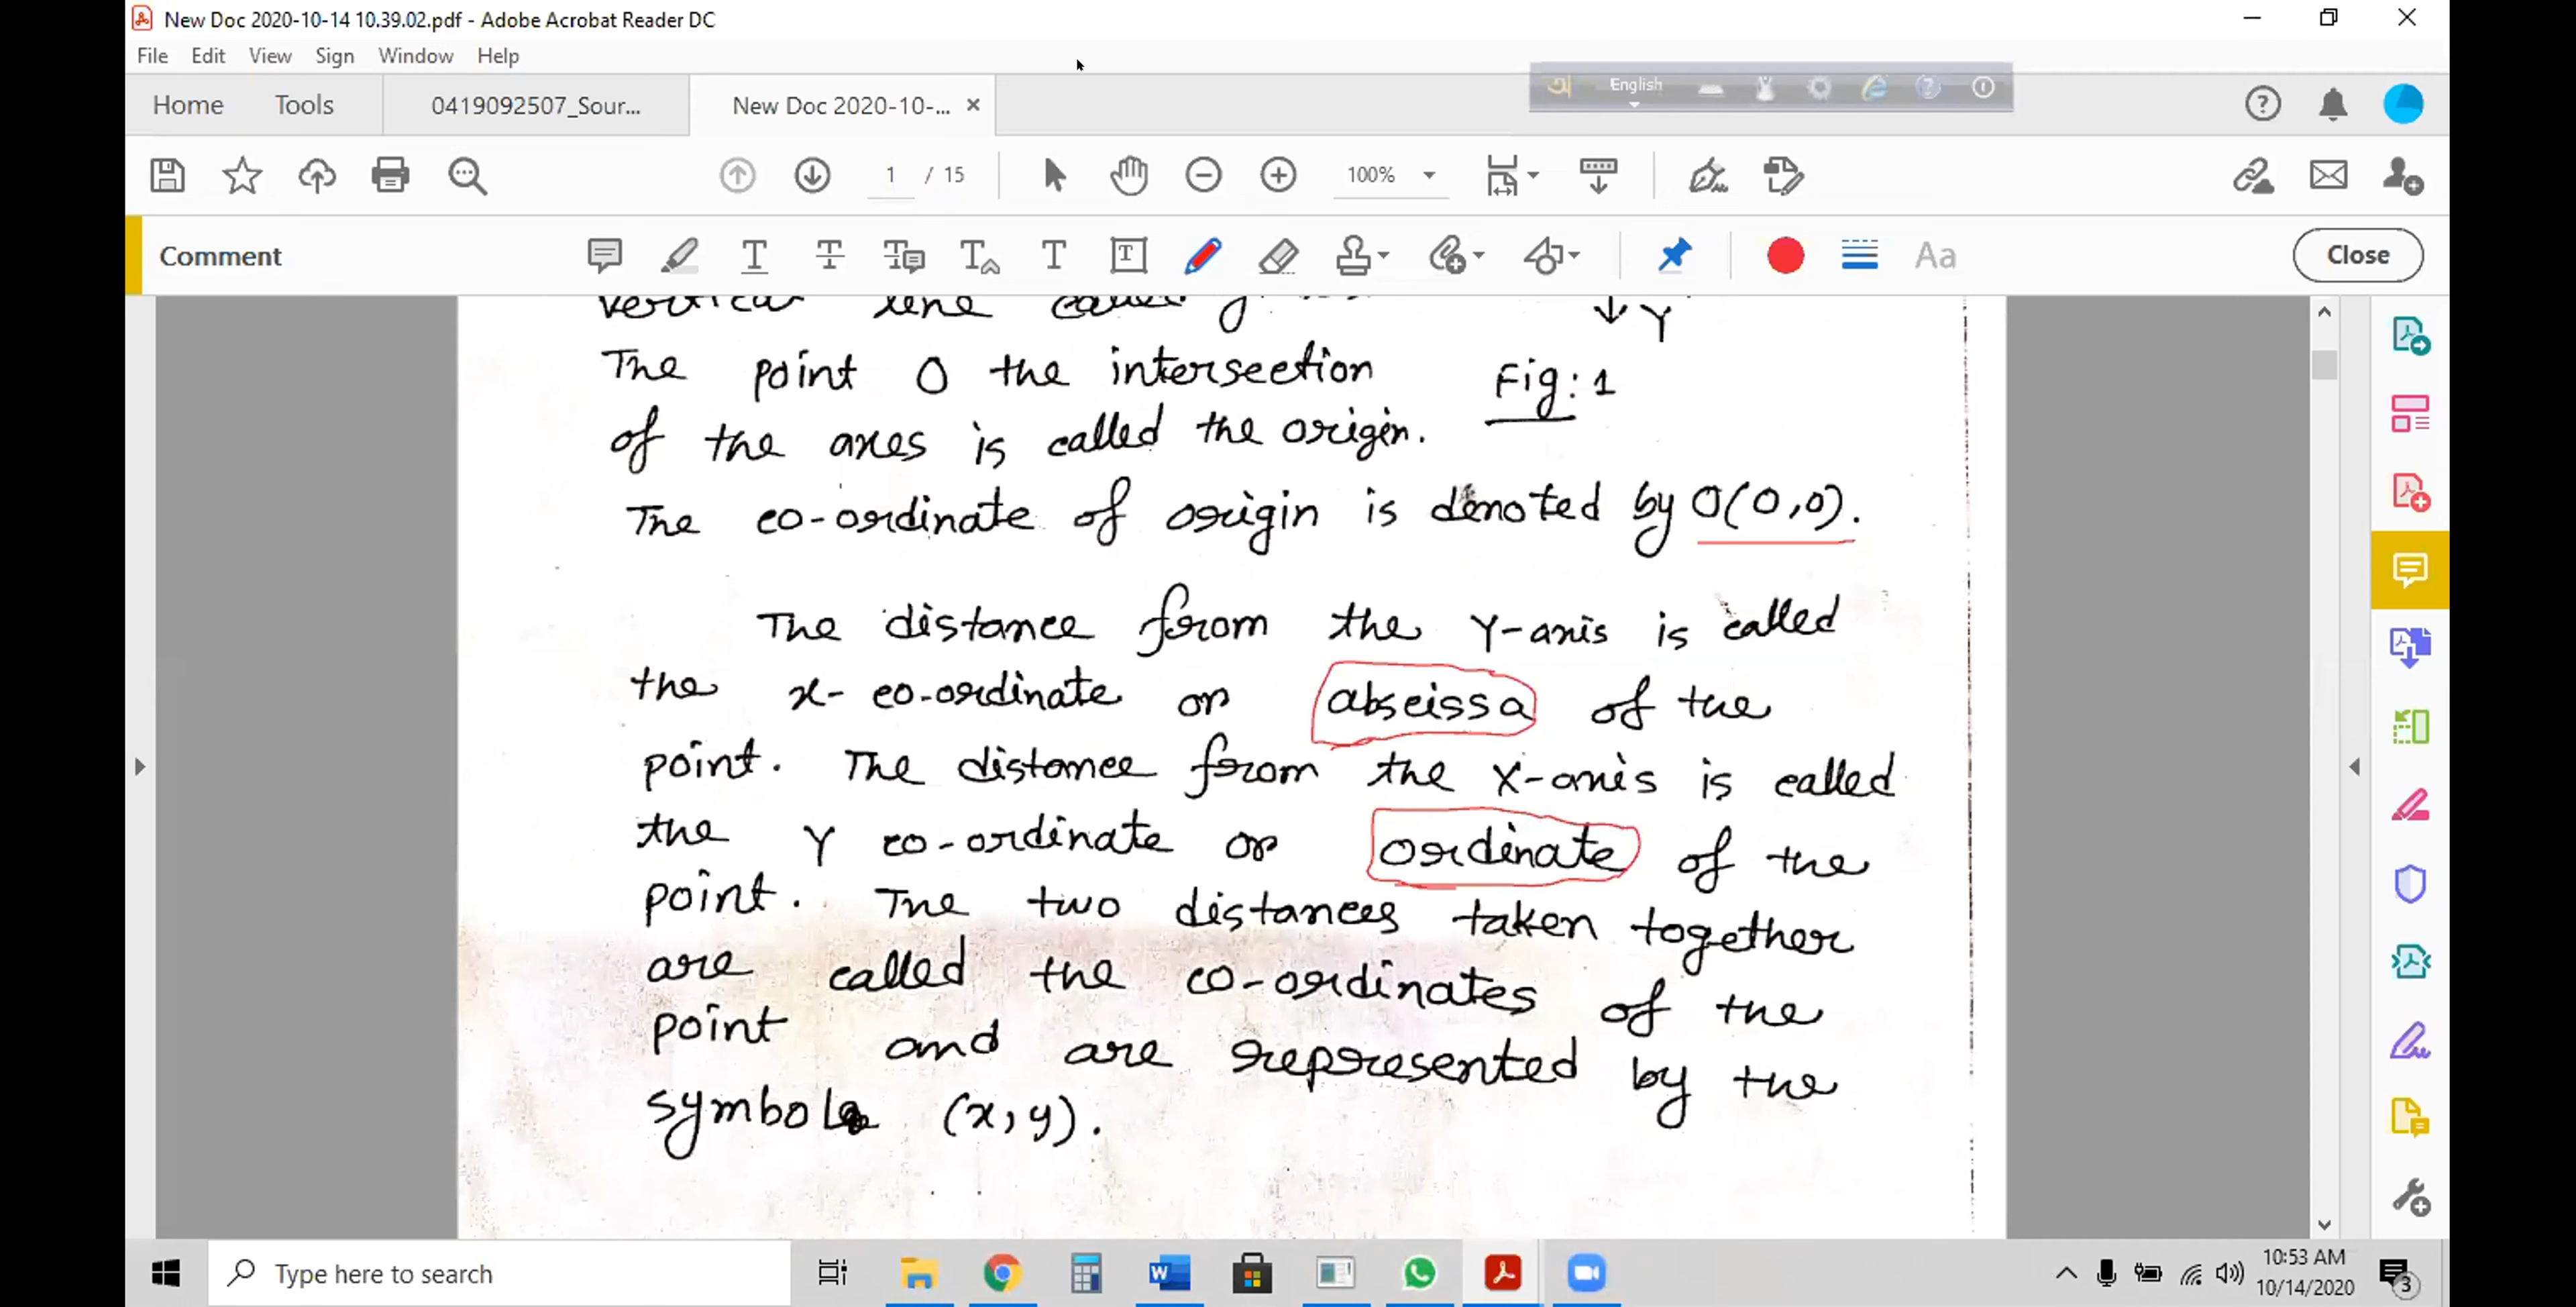 New Doc 2020-10-14 10.39.02.pdf - Adobe Acrobat Reader DC
File Edit View Sign Window Help
English
Home Tools 0419092507_Sour... New Doc 2020-10-...
1 / 15 100%
Comment Close
vertical line called
↓ Y
The point O the intersection
Fig: 1
of the axes is called the origin.
The co-ordinate of origin is denoted by O(0,0).
The distance from the Y-axis is called
the x- co-ordinate or abscissa of the
point. The distance from the X-axis is called
the Y co-ordinate or ordinate of the
point. The two distances taken together
are called the co-ordinates of the
point and are represented by the
symbols (x,y).
Type here to search
10:53 AM
10/14/2020
3